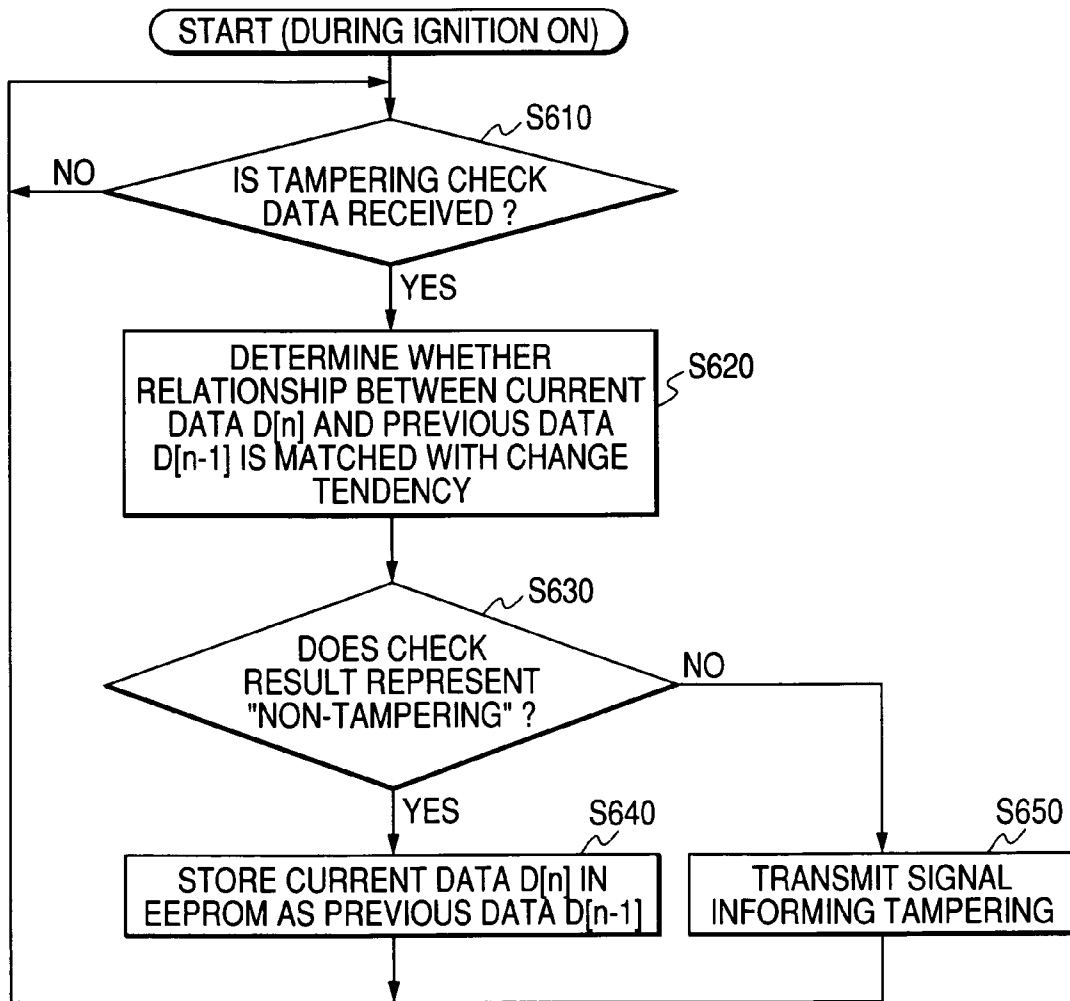 START (DURING IGNITION ON)
S610
NO
IS TAMPERING CHECK
DATA RECEIVED ?
YES
DETERMINE WHETHER
RELATIONSHIP BETWEEN CURRENT
DATA D[n] AND PREVIOUS DATA
D[n-1] IS MATCHED WITH CHANGE
TENDENCY
S620
S630
DOES CHECK
RESULT REPRESENT
"NON-TAMPERING" ?
NO
YES
S640
STORE CURRENT DATA D[n] IN
EEPROM AS PREVIOUS DATA D[n-1]
S650
TRANSMIT SIGNAL
INFORMING TAMPERING